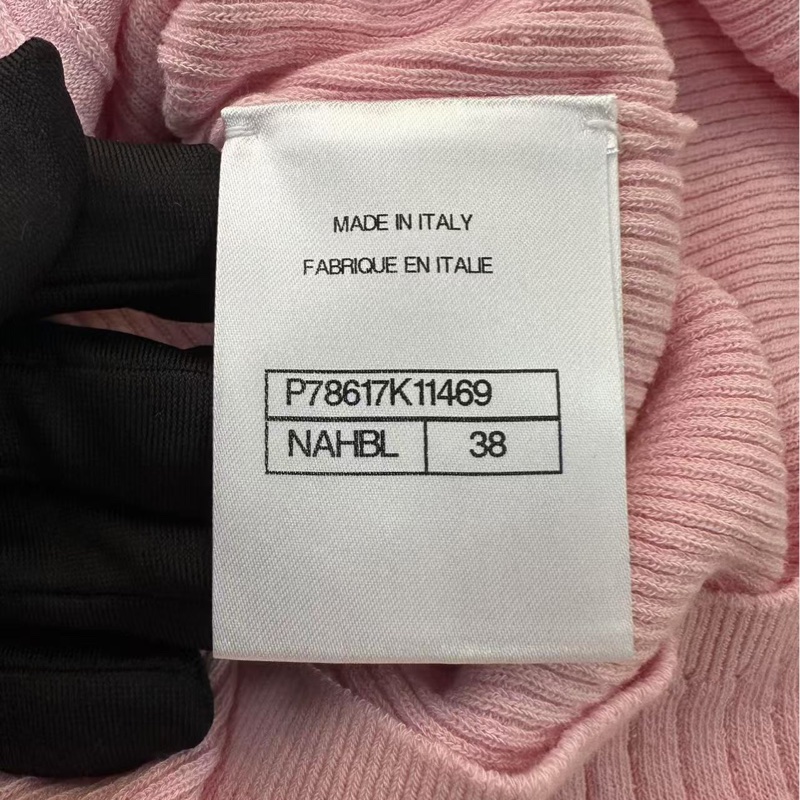 MADE IN ITALY
FABRIQUE EN ITALIE
P78617K11469
NAHBL 38